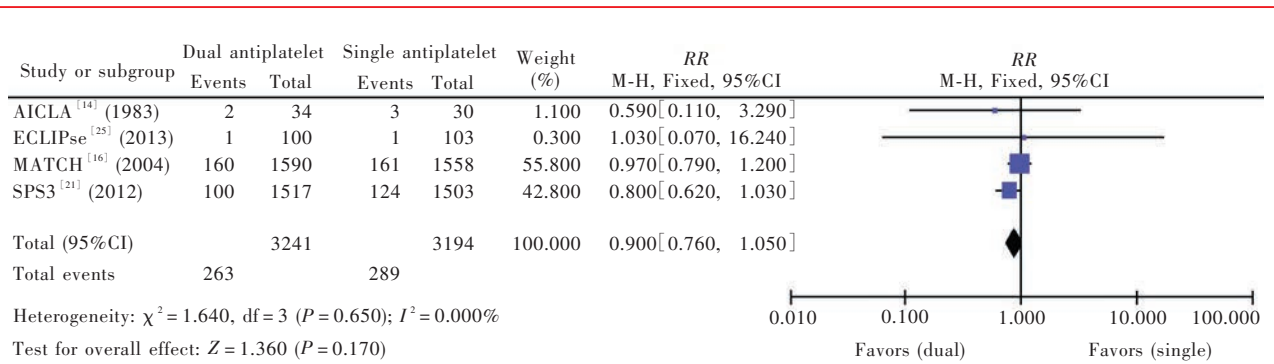 Study or subgroup Dual antiplatelet Single antiplatelet Weight (%) RR M-H, Fixed, 95%CI RR M-H, Fixed, 95%CI
Events Total Events Total
AICLA [14] (1983) 2 34 3 30 1.100 0.590[0.110, 3.290]
ECLIPse [25] (2013) 1 100 1 103 0.300 1.030[0.070, 16.240]
MATCH [16] (2004) 160 1590 161 1558 55.800 0.970[0.790, 1.200]
SPS3 [21] (2012) 100 1517 124 1503 42.800 0.800[0.620, 1.030]
Total (95%CI) 3241 3194 100.000 0.900[0.760, 1.050]
Total events 263 289
Heterogeneity: χ² = 1.640, df = 3 (P = 0.650); I² = 0.000%
0.010 0.100 1.000 10.000 100.000
Test for overall effect: Z = 1.360 (P = 0.170)
Favors (dual) Favors (single)